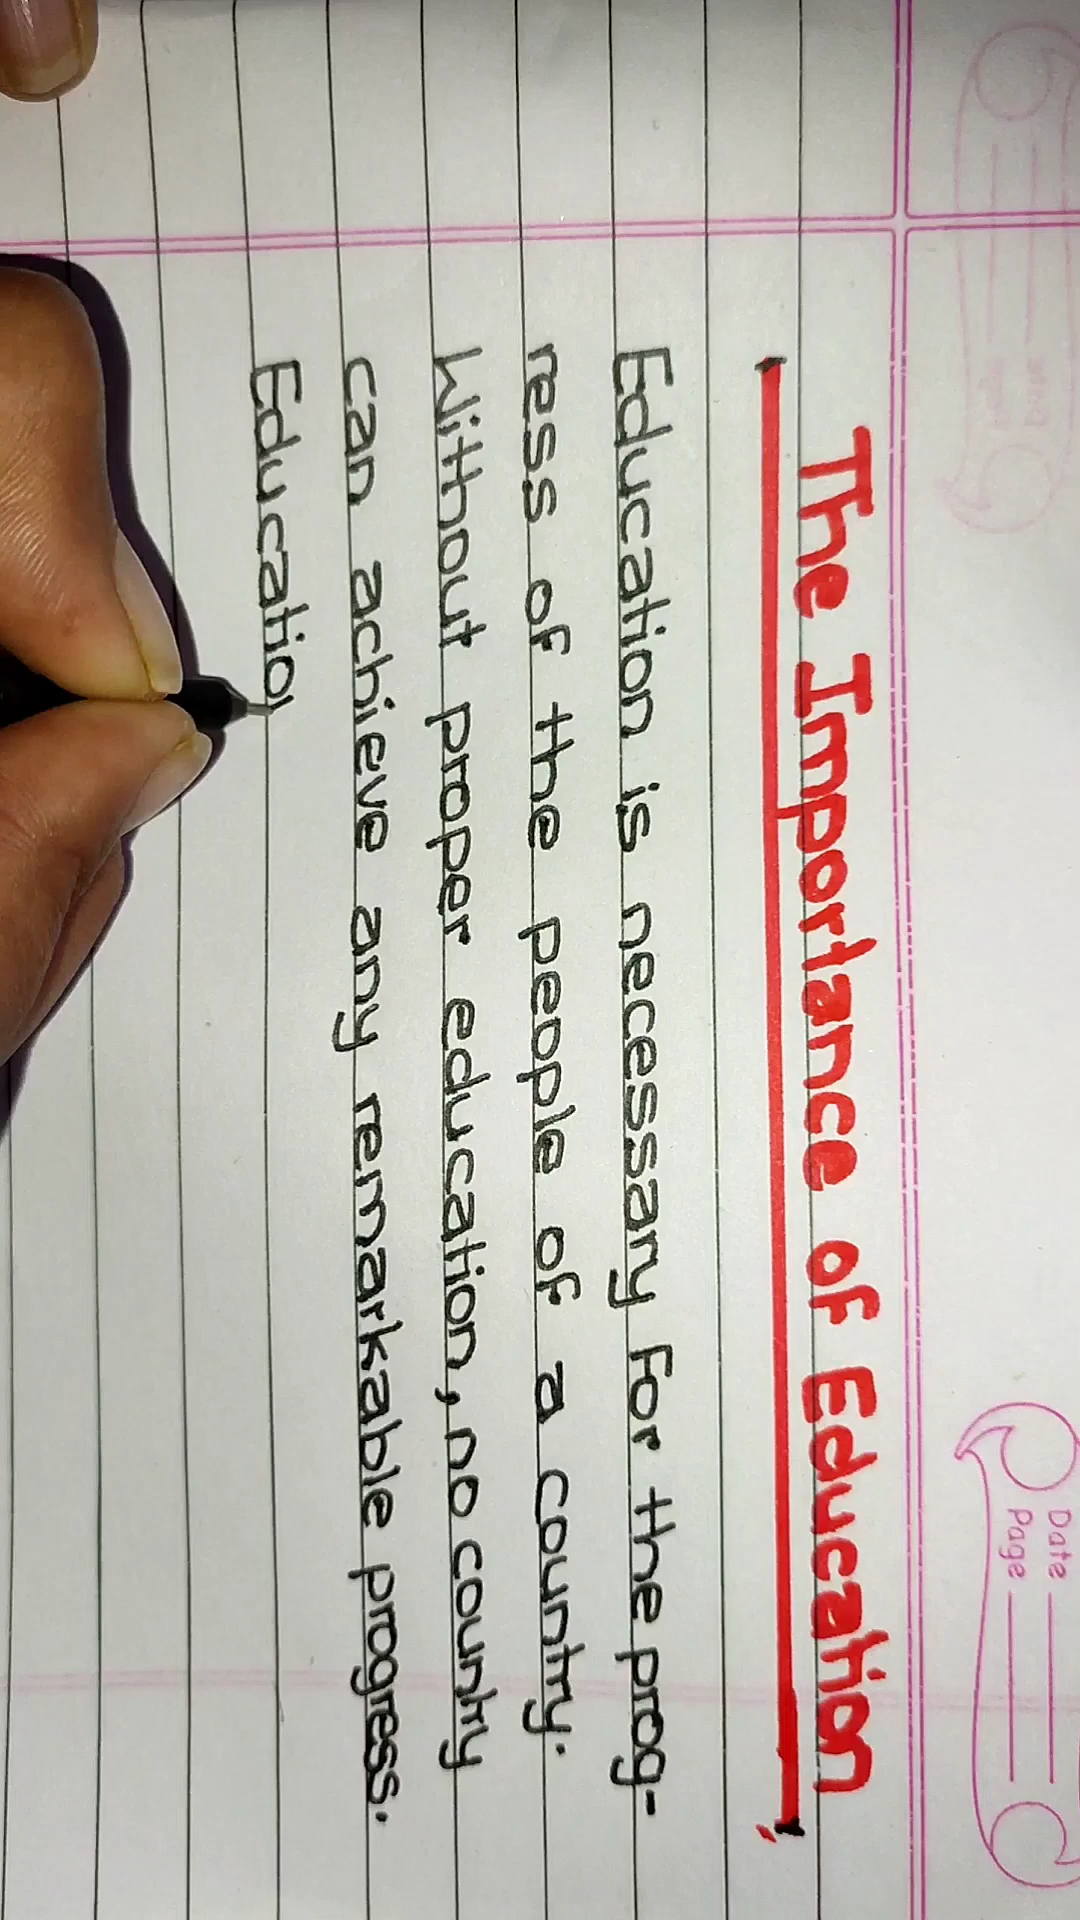 Date
Page
The Importance of Education
Education is necessary for the prog-
ress of the people of a country.
Without proper education, no country
can achieve any remarkable progress.
Educatio